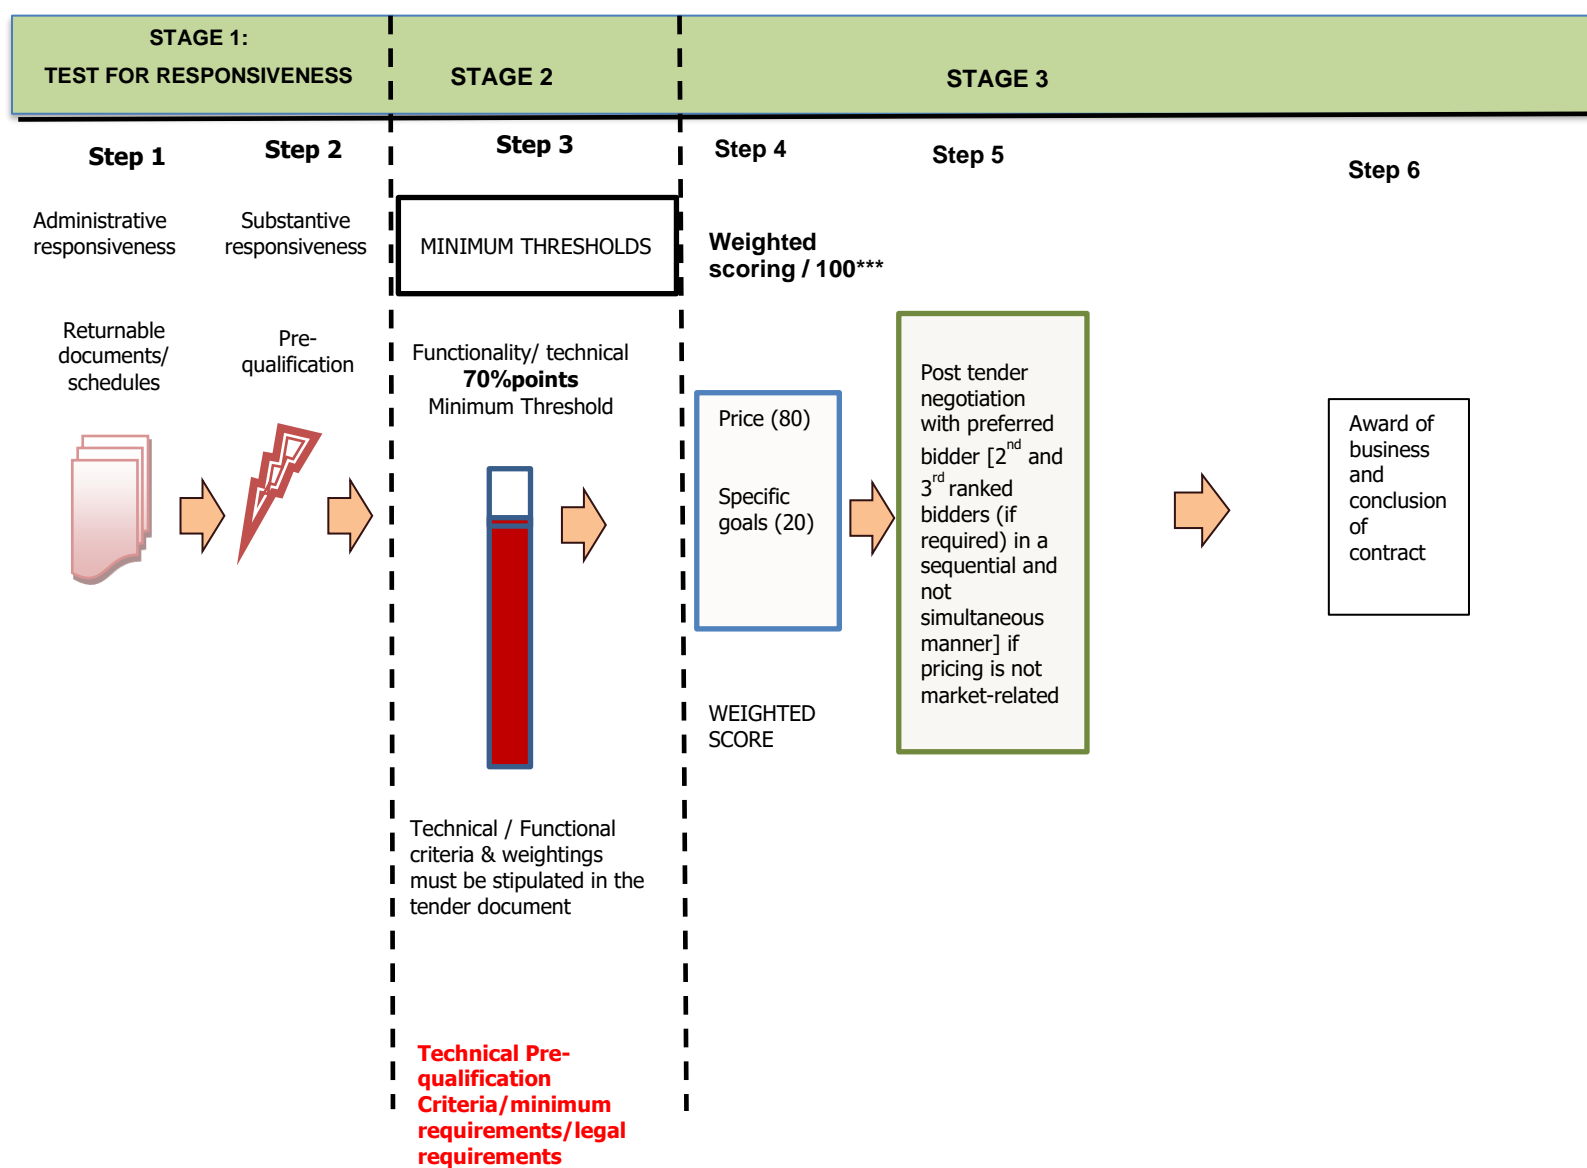 STAGE 1:
TEST FOR RESPONSIVENESS
STAGE 2
STAGE 3
Step 1
Step 2
Step 3
Step 4
Step 5
Step 6
Administrative
responsiveness
Substantive
responsiveness
MINIMUM THRESHOLDS
Weighted
scoring / 100***
Returnable
documents/
schedules
Pre-
qualification
Functionality/ technical
70%points
Minimum Threshold
Price (80)
Specific
goals (20)
WEIGHTED
SCORE
Post tender
negotiation
with preferred
bidder [2nd and
3rd ranked
bidders (if
required) in a
sequential and
not
simultaneous
manner] if
pricing is not
market-related
Award of
business
and
conclusion
of
contract
Technical / Functional
criteria & weightings
must be stipulated in the
tender document
Technical Pre-
qualification
Criteria/minimum
requirements/legal
requirements